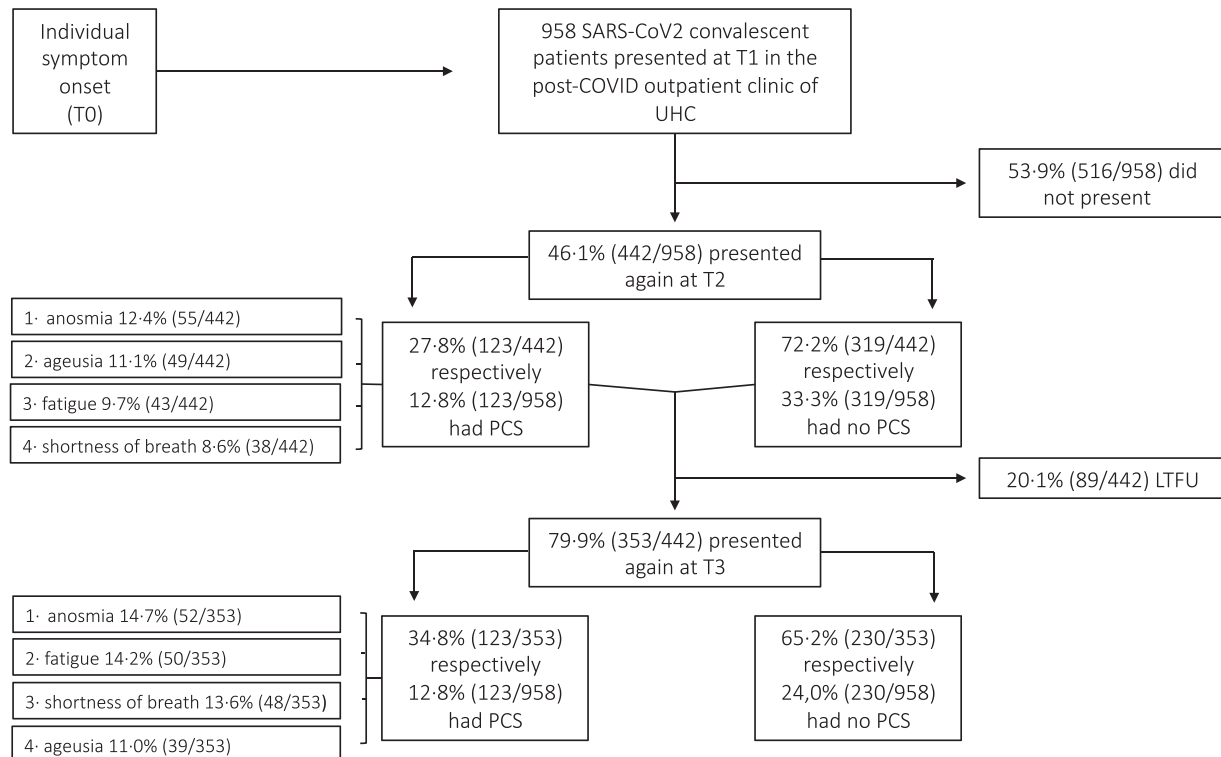 Individual
symptom
onset
(T0)
958 SARS-CoV2 convalescent
patients presented at T1 in the
post-COVID outpatient clinic of
UHC
53·9% (516/958) did
not present
46·1% (442/958) presented
again at T2
1· anosmia 12·4% (55/442)
2· ageusia 11·1% (49/442)
3· fatigue 9·7% (43/442)
4· shortness of breath 8·6% (38/442)
27·8% (123/442)
respectively
12·8% (123/958)
had PCS
72·2% (319/442)
respectively
33·3% (319/958)
had no PCS
20·1% (89/442) LTFU
79·9% (353/442) presented
again at T3
1· anosmia 14·7% (52/353)
2· fatigue 14·2% (50/353)
3· shortness of breath 13·6% (48/353)
4· ageusia 11·0% (39/353)
34·8% (123/353)
respectively
12·8% (123/958)
had PCS
65·2% (230/353)
respectively
24,0% (230/958)
had no PCS